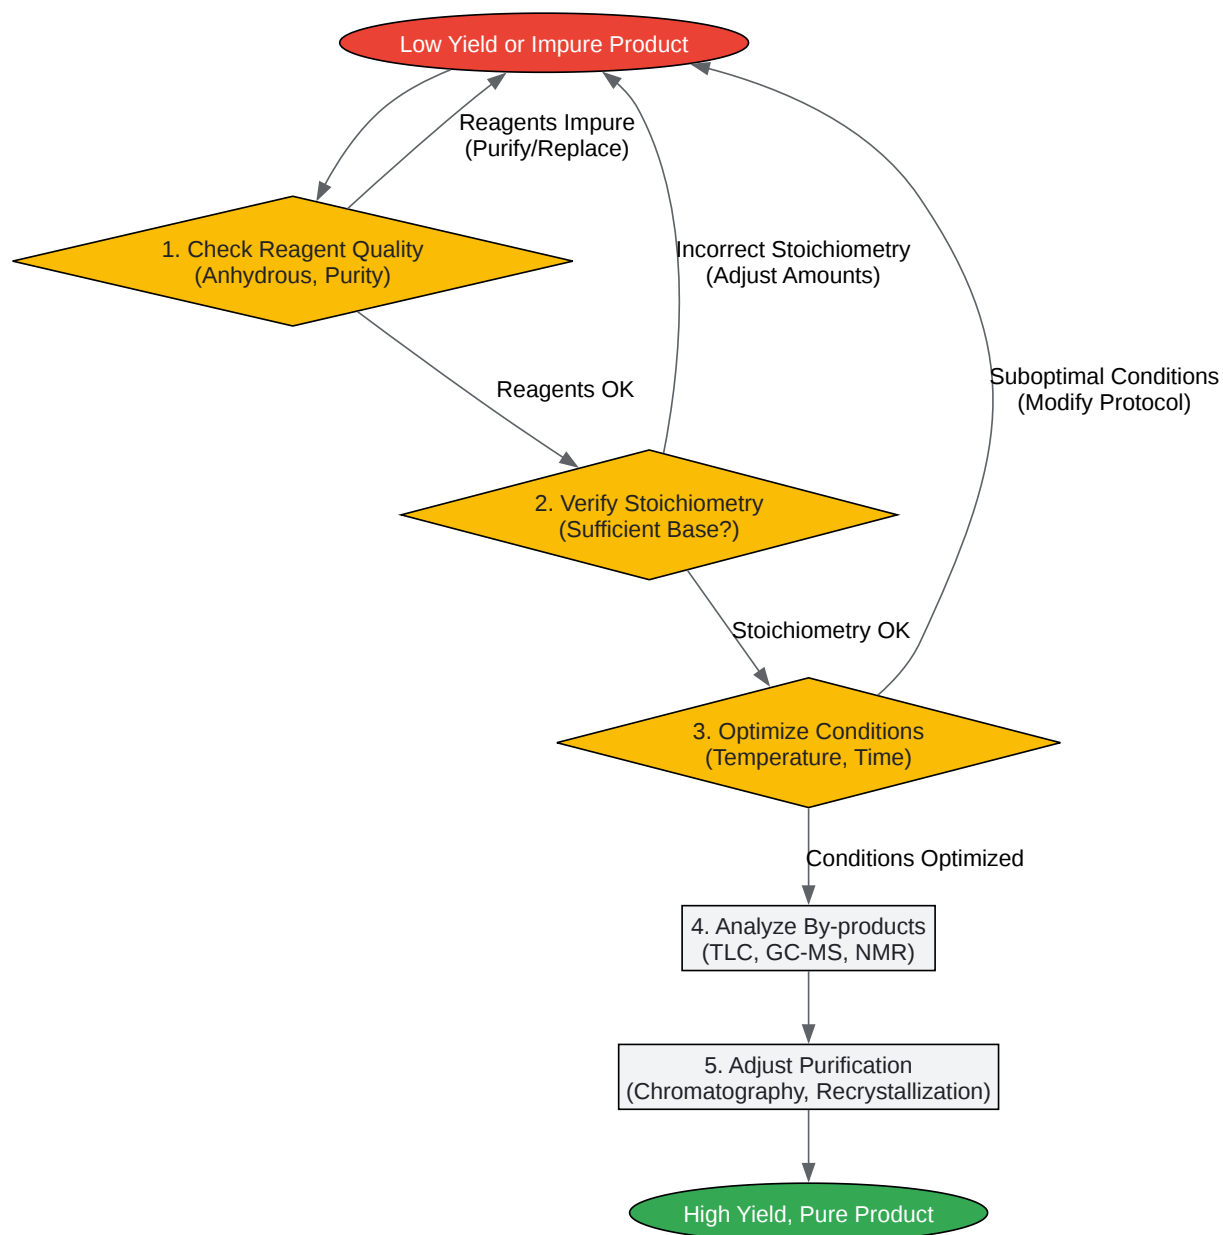 Low Yield or Impure Product
Reagents Impure
(Purify/Replace)
1. Check Reagent Quality
(Anhydrous, Purity)
Incorrect Stoichiometry
(Adjust Amounts)
Suboptimal Conditions
(Modify Protocol)
Reagents OK
2. Verify Stoichiometry
(Sufficient Base?)
Stoichiometry OK
3. Optimize Conditions
(Temperature, Time)
Conditions Optimized
4. Analyze By-products
(TLC, GC-MS, NMR)
5. Adjust Purification
(Chromatography, Recrystallization)
High Yield, Pure Product